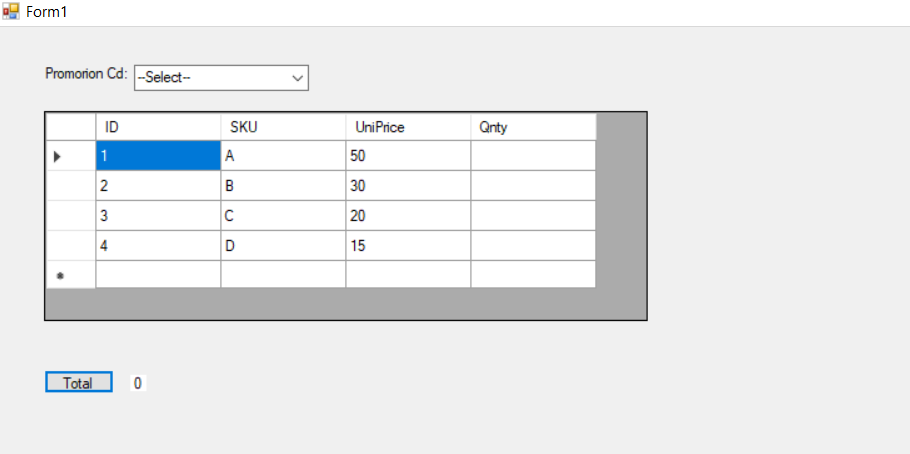 Form1
Promorion Cd: --Select--
ID SKU UniPrice Qnty
1 A 50
2 B 30
3 C 20
4 D 15
Total 0